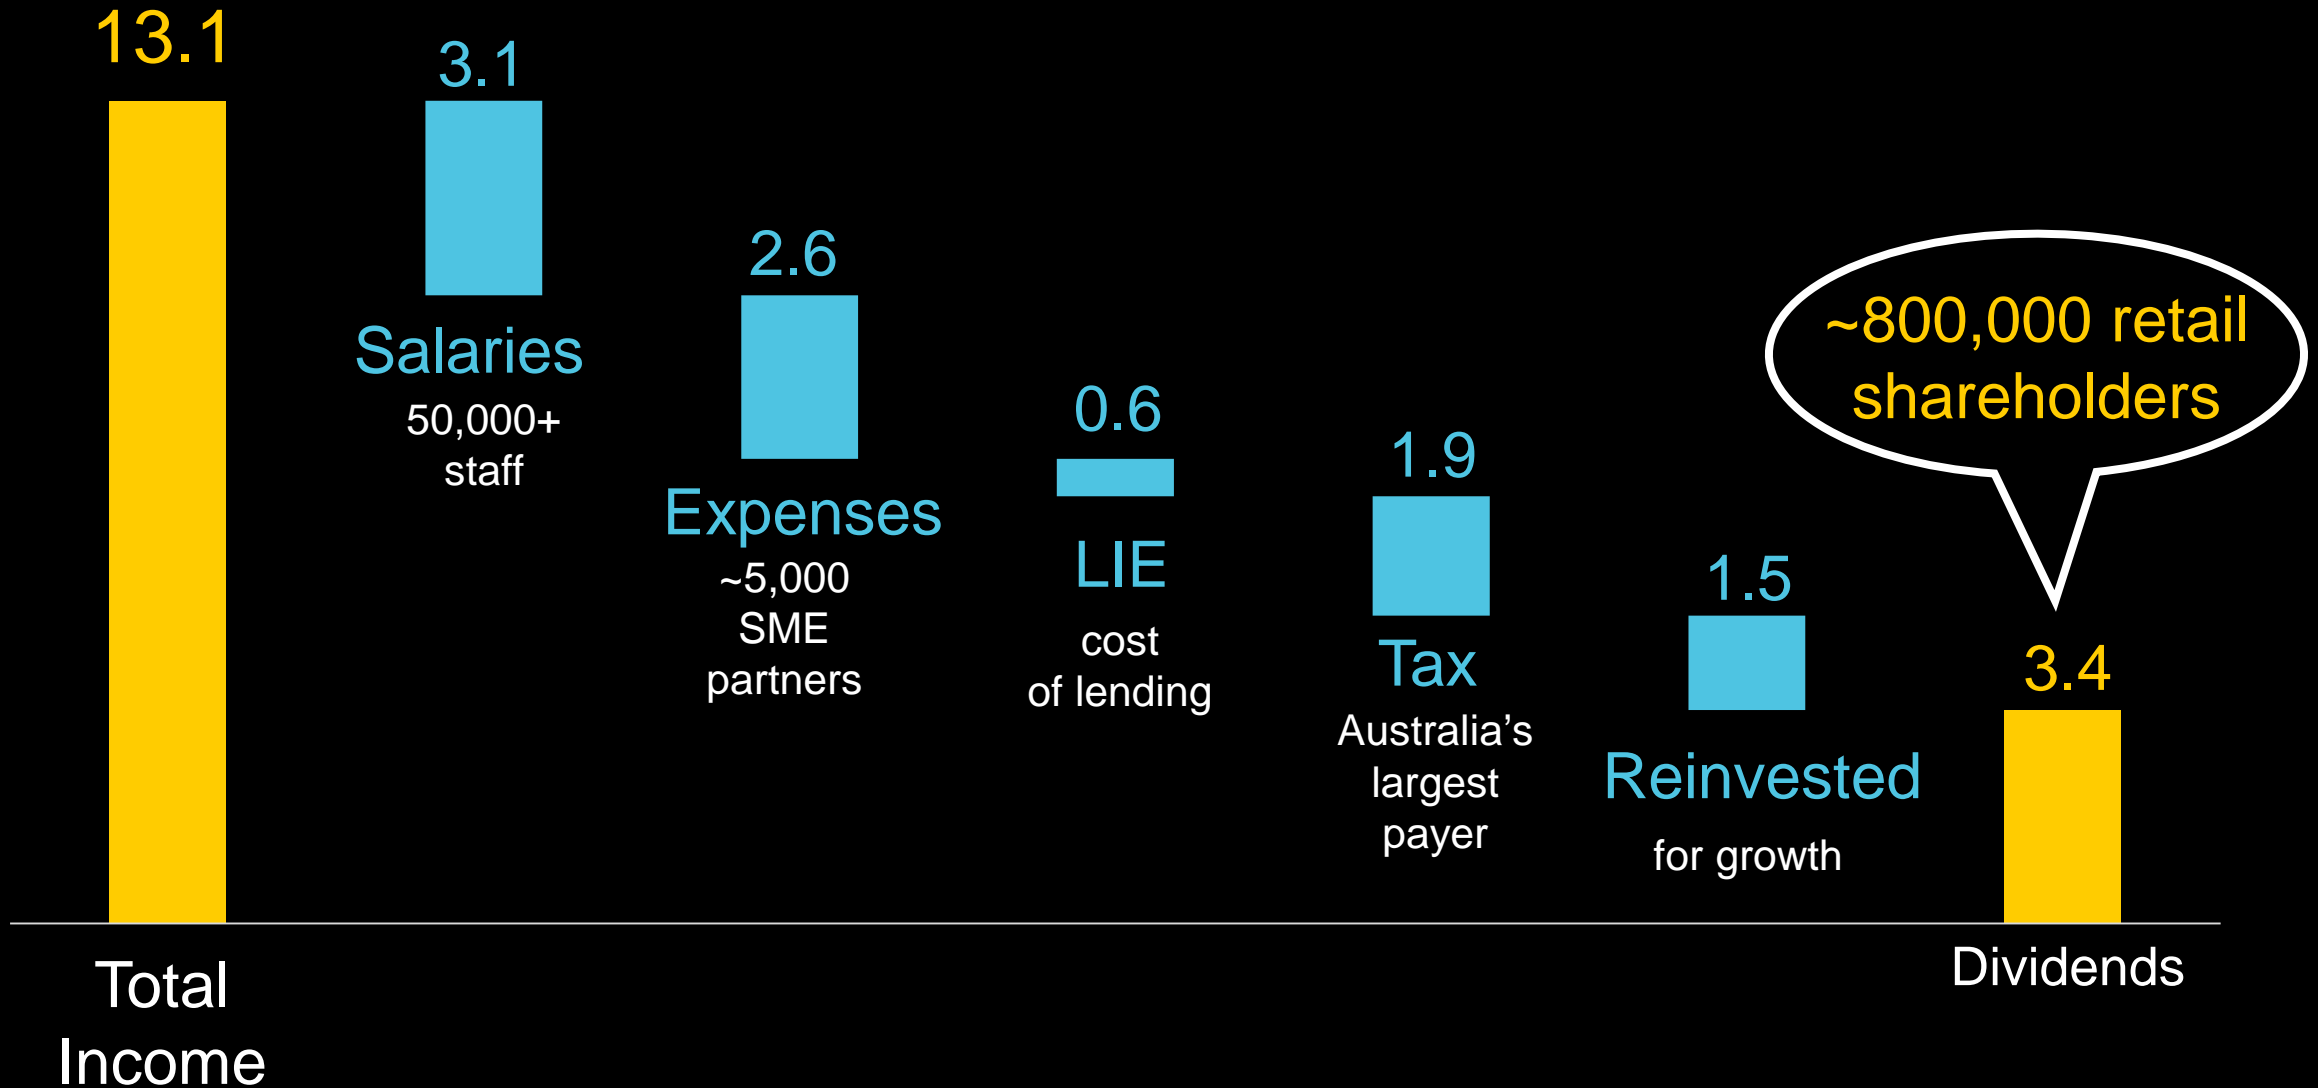 13.1
Total
Income
3.1
Salaries
50,000+
staff
2.6
Expenses
~5,000
SME
partners
0.6
LIE
cost
of lending
1.9
Tax
Australia’s
largest
payer
1.5
Reinvested
for growth
~800,000 retail
shareholders
3.4
Dividends